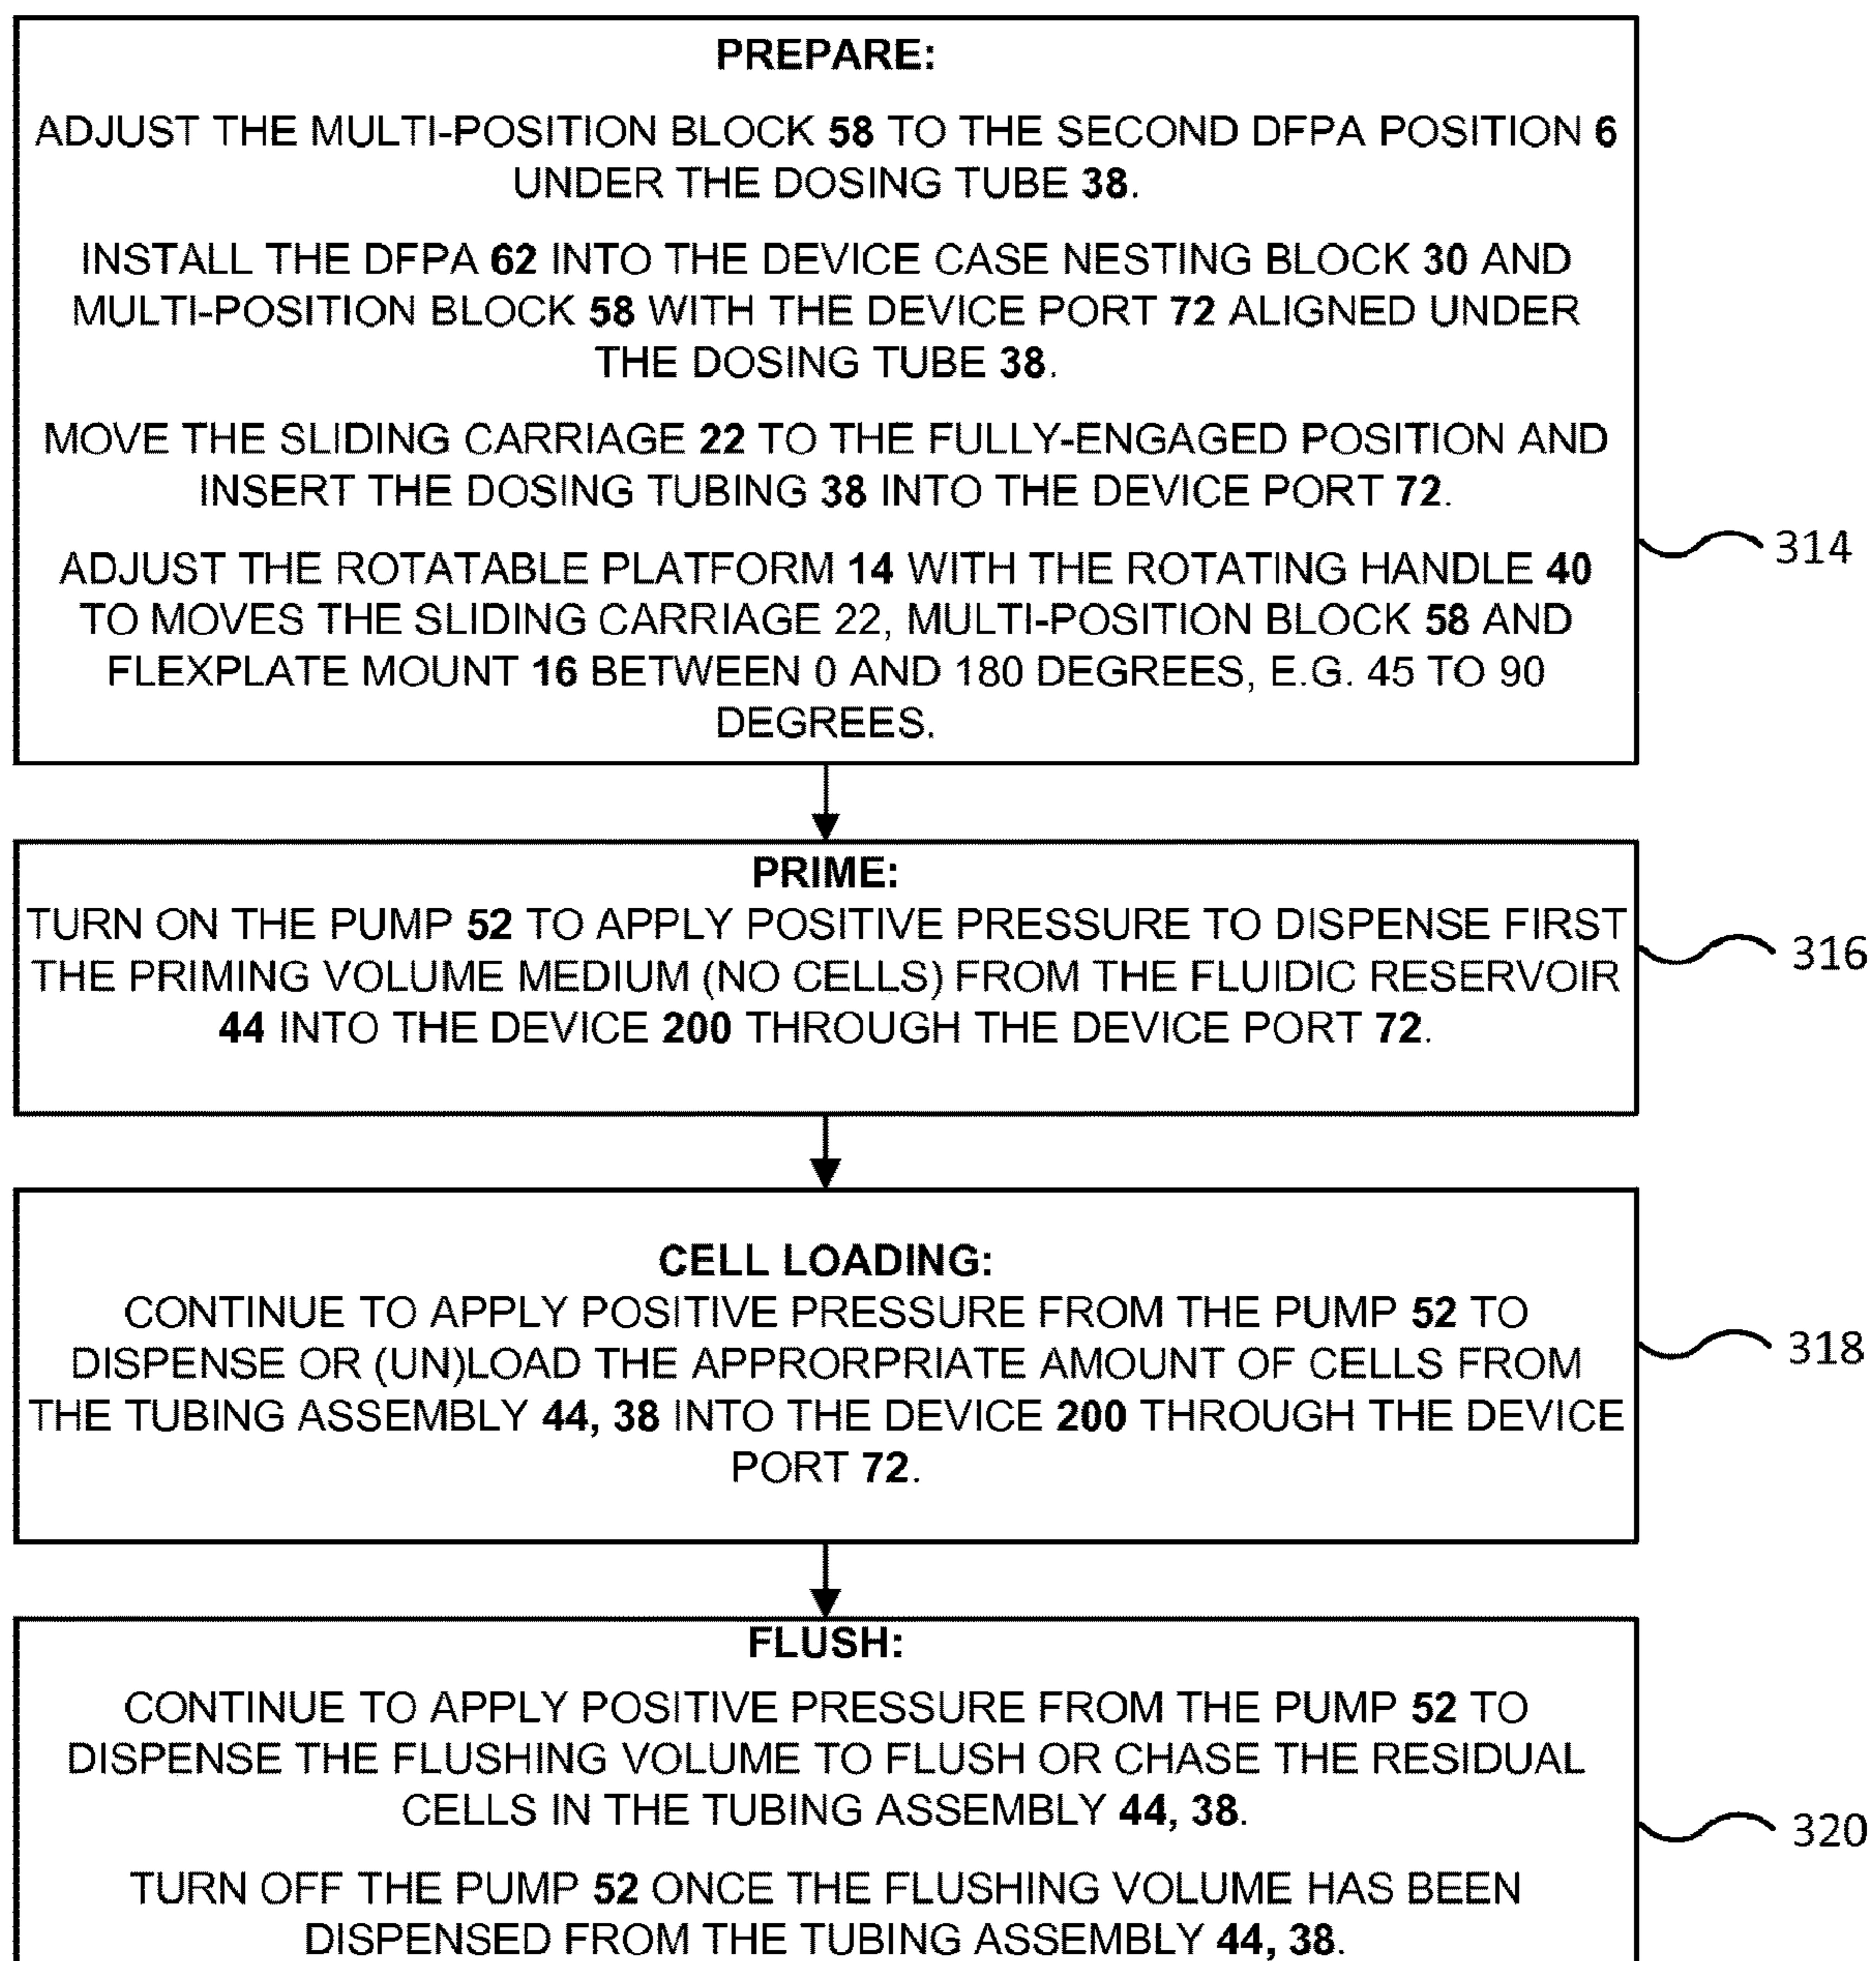 PREPARE:
ADJUST THE MULTI-POSITION BLOCK 58 TO THE SECOND DFPA POSITION 6
UNDER THE DOSING TUBE 38.
INSTALL THE DFPA 62 INTO THE DEVICE CASE NESTING BLOCK 30 AND
MULTI-POSITION BLOCK 58 WITH THE DEVICE PORT 72 ALIGNED UNDER
THE DOSING TUBE 38.
MOVE THE SLIDING CARRIAGE 22 TO THE FULLY-ENGAGED POSITION AND
INSERT THE DOSING TUBING 38 INTO THE DEVICE PORT 72.
ADJUST THE ROTATABLE PLATFORM 14 WITH THE ROTATING HANDLE 40
TO MOVES THE SLIDING CARRIAGE 22, MULTI-POSITION BLOCK 58 AND
FLEXPLATE MOUNT 16 BETWEEN 0 AND 180 DEGREES, E.G. 45 TO 90
DEGREES.
314
PRIME:
TURN ON THE PUMP 52 TO APPLY POSITIVE PRESSURE TO DISPENSE FIRST
THE PRIMING VOLUME MEDIUM (NO CELLS) FROM THE FLUIDIC RESERVOIR
44 INTO THE DEVICE 200 THROUGH THE DEVICE PORT 72.
316
CELL LOADING:
CONTINUE TO APPLY POSITIVE PRESSURE FROM THE PUMP 52 TO
DISPENSE OR (UN)LOAD THE APPRORPRIATE AMOUNT OF CELLS FROM
THE TUBING ASSEMBLY 44, 38 INTO THE DEVICE 200 THROUGH THE DEVICE
PORT 72.
318
FLUSH:
CONTINUE TO APPLY POSITIVE PRESSURE FROM THE PUMP 52 TO
DISPENSE THE FLUSHING VOLUME TO FLUSH OR CHASE THE RESIDUAL
CELLS IN THE TUBING ASSEMBLY 44, 38.
TURN OFF THE PUMP 52 ONCE THE FLUSHING VOLUME HAS BEEN
DISPENSED FROM THE TUBING ASSEMBLY 44, 38.
320